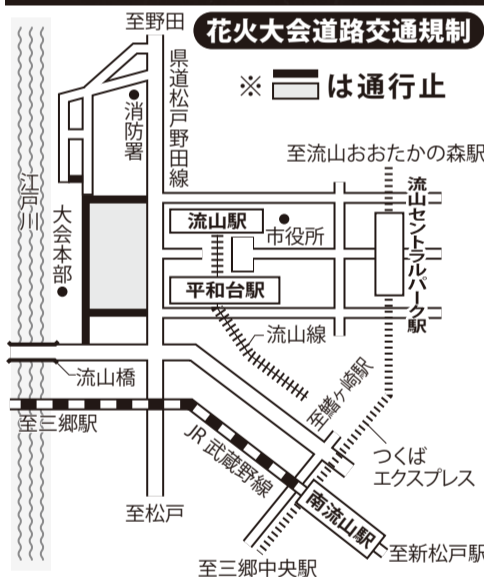 花火大会道路交通規制
※ は通行止
至野田
県道松戸野田線
消防署
至流山おおたかの森駅
江戸川
大会本部
流山駅
市役所
流山セントラルパーク駅
平和台駅
流山線
流山橋
至鰭ヶ崎駅
至三郷駅
JR武蔵野線
つくば
エクスプレス
至松戸
南流山駅
至新松戸駅
至三郷中央駅